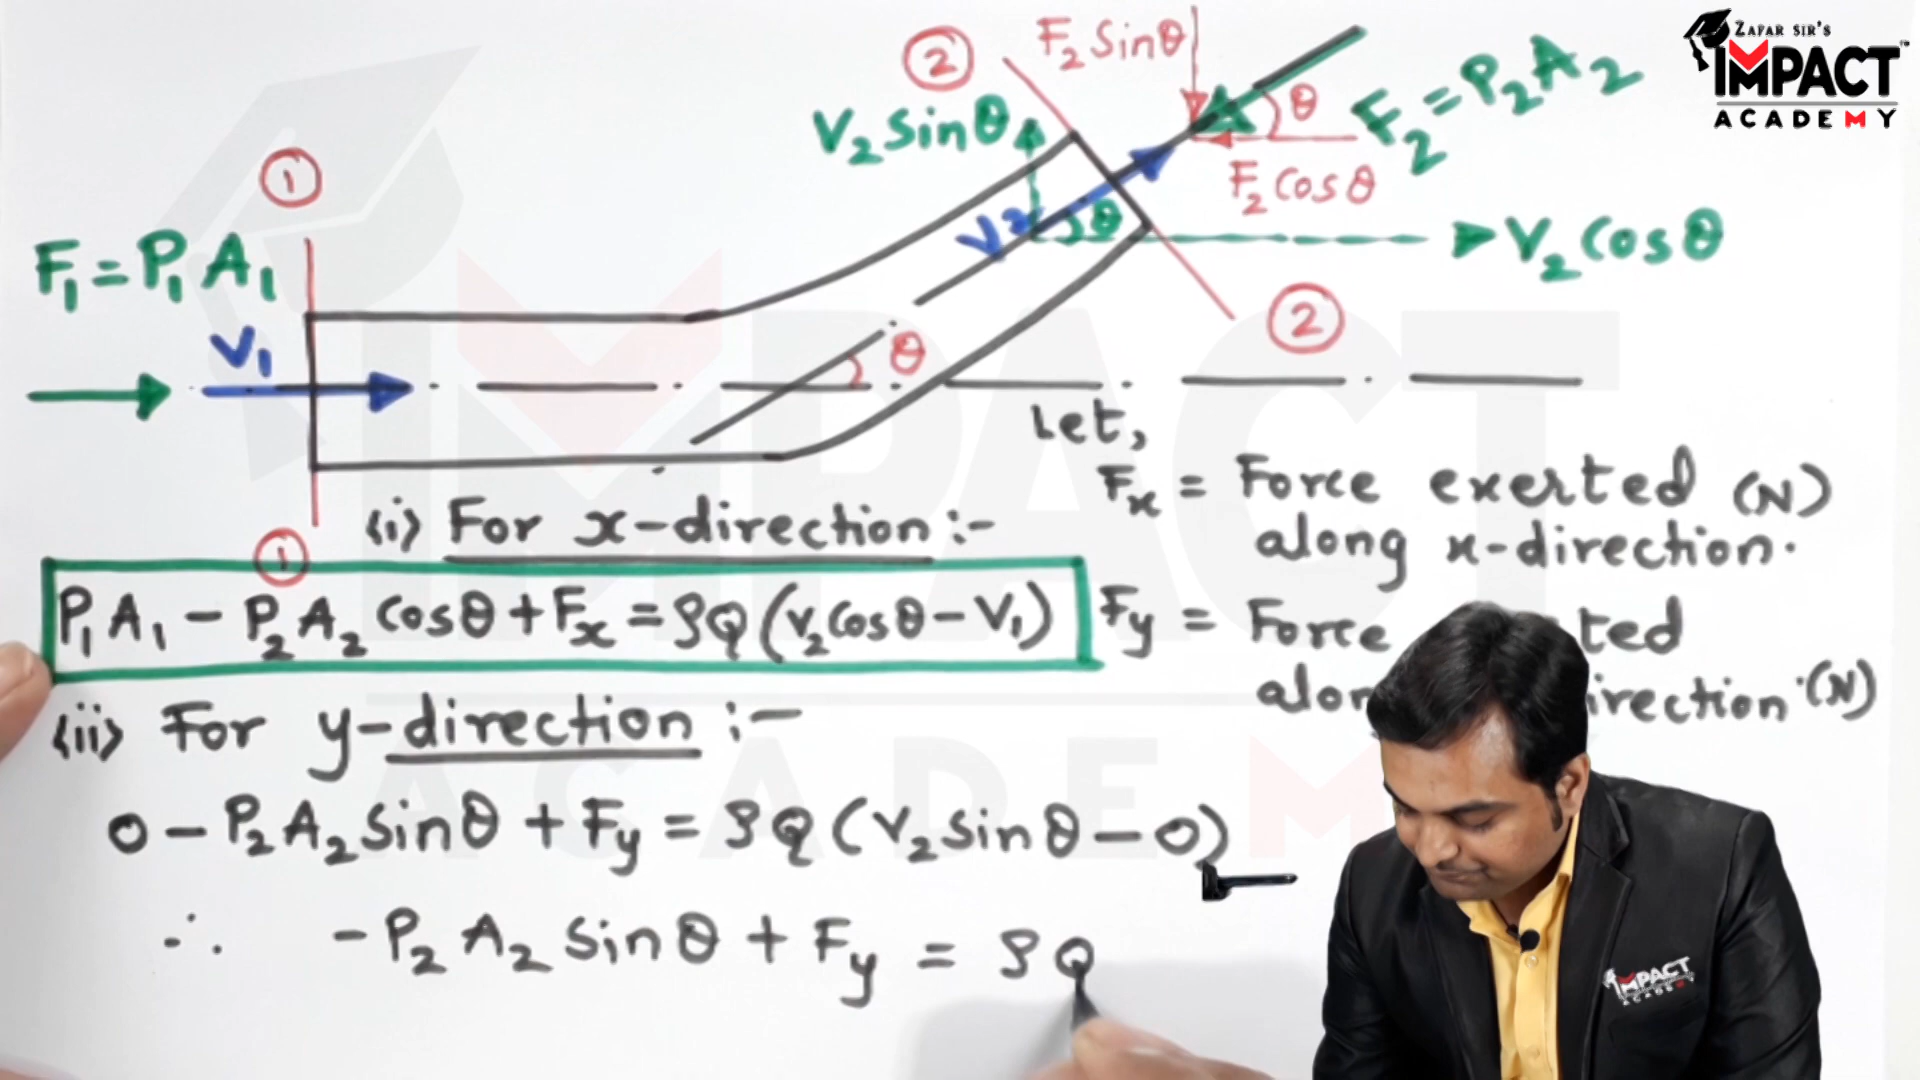 ZAFAR SIR'S
IMPACT
ACADEMY
F₂ Sinθ
②
V₂ Sinθ
θ
F₂ = P₂A₂
①
F₂ Cosθ
V₂
θ
V₂ Cosθ
F₁ = P₁A₁
②
V₁
θ
Let,
Fx = Force exerted (N)
along x-direction.
(i) For x-direction :-
①
P₁A₁ - P₂A₂ Cosθ + Fx = ρQ (V₂Cosθ - V₁)
Fy = Force
(N)
(ii) For y-direction :-
0 - P₂A₂ Sinθ + Fy = ρQ (V₂ Sinθ - 0)
∴ -P₂A₂ Sinθ + Fy = ρQ
IMPACT
ACADEMY